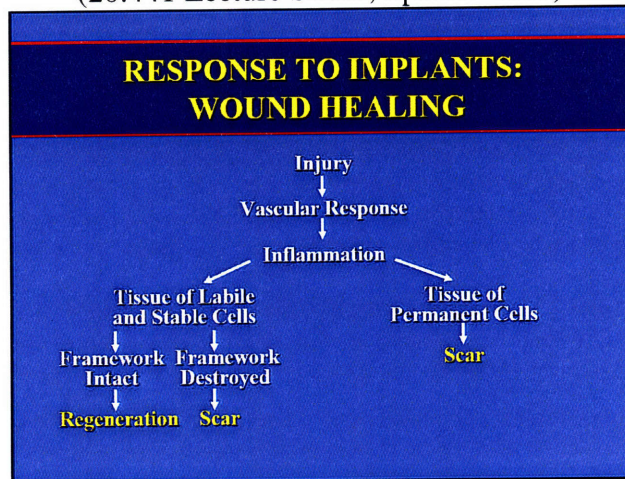 RESPONSE TO IMPLANTS:
WOUND HEALING
Injury
Vascular Response
Inflammation
Tissue of Labile
and Stable Cells
Tissue of
Permanent Cells
Framework
Intact
Framework
Destroyed
Scar
Regeneration
Scar